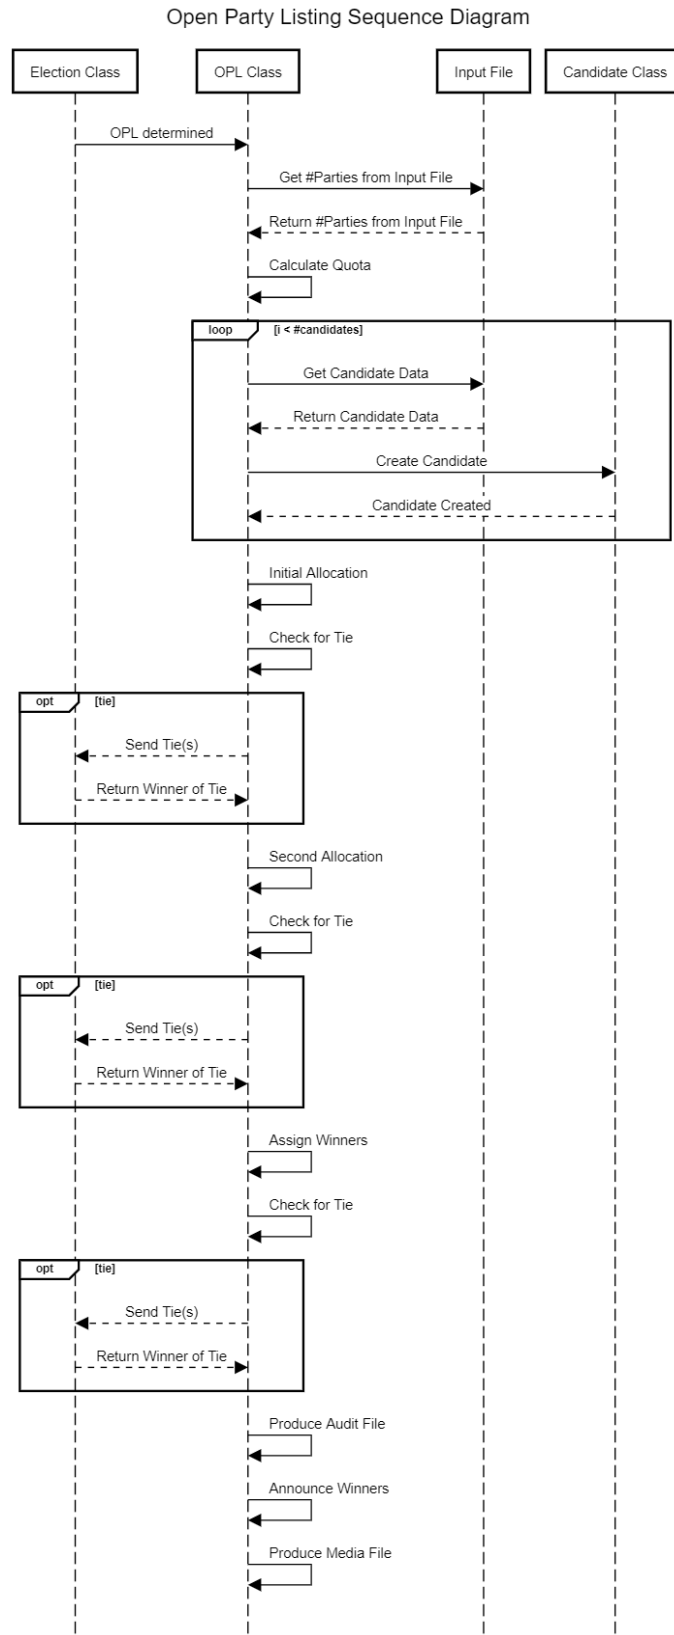 Open Party Listing Sequence Diagram
Election Class
OPL Class
Input File
Candidate Class
OPL determined
Get #Parties from Input File
Return #Parties from Input File
Calculate Quota
loop
[i < #candidates]
Get Candidate Data
Return Candidate Data
Create Candidate
Candidate Created
Initial Allocation
Check for Tie
opt
[tie]
Send Tie(s)
Return Winner of Tie
Second Allocation
Check for Tie
opt
[tie]
Send Tie(s)
Return Winner of Tie
Assign Winners
Check for Tie
opt
[tie]
Send Tie(s)
Return Winner of Tie
Produce Audit File
Announce Winners
Produce Media File